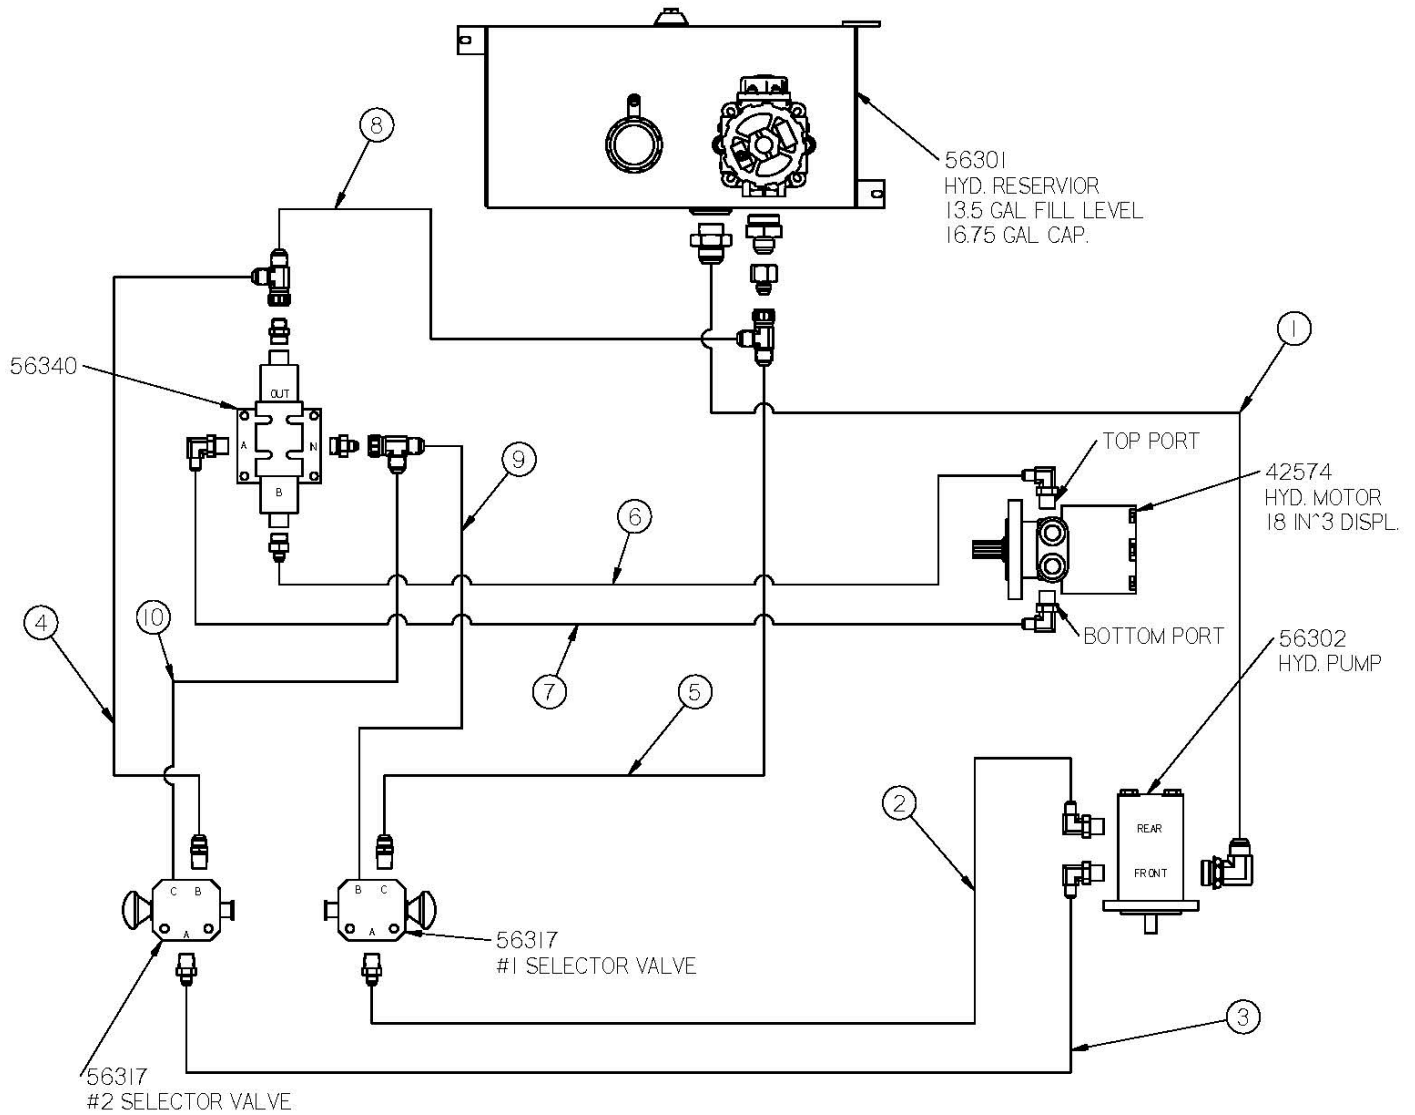 8
56301
HYD. RESERVIOR
13.5 GAL FILL LEVEL
16.75 GAL CAP.
1
56340
OUT
A
IN
B
9
TOP PORT
42574
HYD. MOTOR
18 IN^3 DISPL.
6
4
10
7
5
BOTTOM PORT
56302
HYD. PUMP
2
REAR
FRONT
C B
A
B C
A
56317
#1 SELECTOR VALVE
3
56317
#2 SELECTOR VALVE